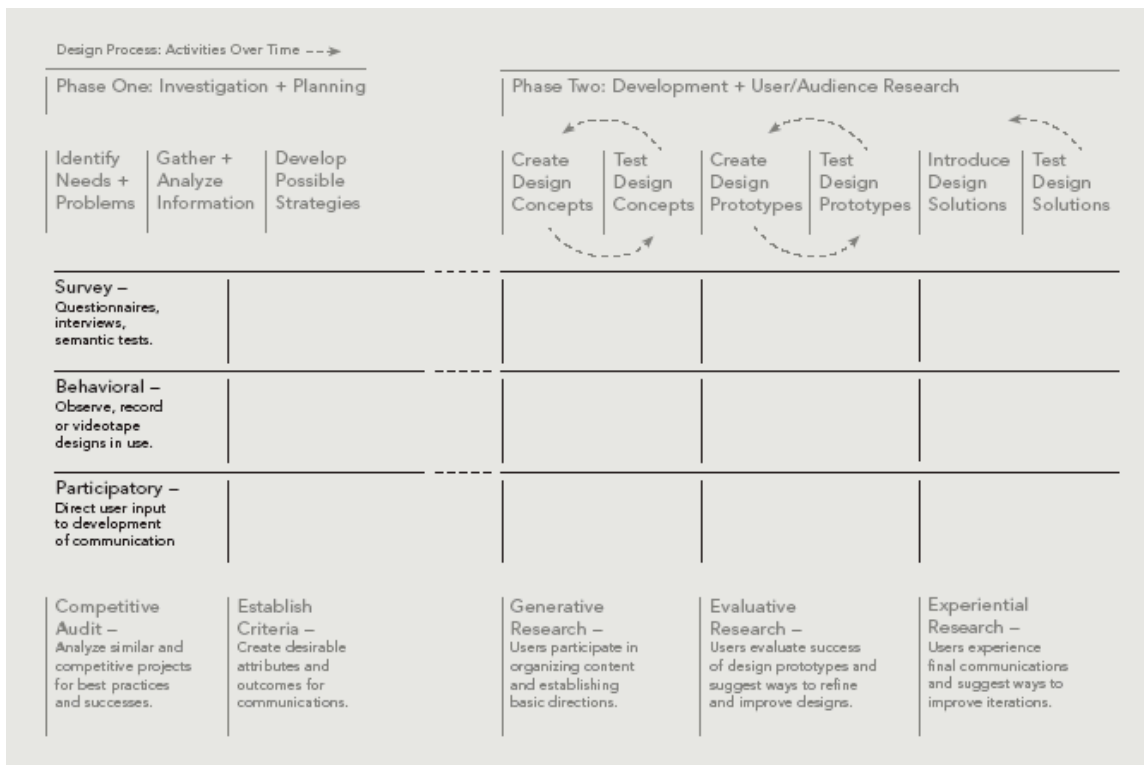 Design Process: Activities Over Time
Phase One: Investigation + Planning
Phase Two: Development + User/Audience Research
Identify
Needs +
Problems
Gather +
Analyze
Information
Develop
Possible
Strategies
Create
Design
Concepts
Test
Design
Concepts
Create
Design
Prototypes
Test
Design
Prototypes
Introduce
Design
Solutions
Test
Design
Solutions
Survey –
Questionnaires,
interviews,
semantic tests.
Behavioral –
Observe, record
or videotape
designs in use.
Participatory –
Direct user input
to development
of communication
Competitive
Audit –
Analyze similar and
competitive projects
for best practices
and successes.
Establish
Criteria –
Create desirable
attributes and
outcomes for
communications.
Generative
Research –
Users participate in
organizing content
and establishing
basic directions.
Evaluative
Research –
Users evaluate success
of design prototypes and
suggest ways to refine
and improve designs.
Experiential
Research –
Users experience
final communications
and suggest ways to
improve iterations.